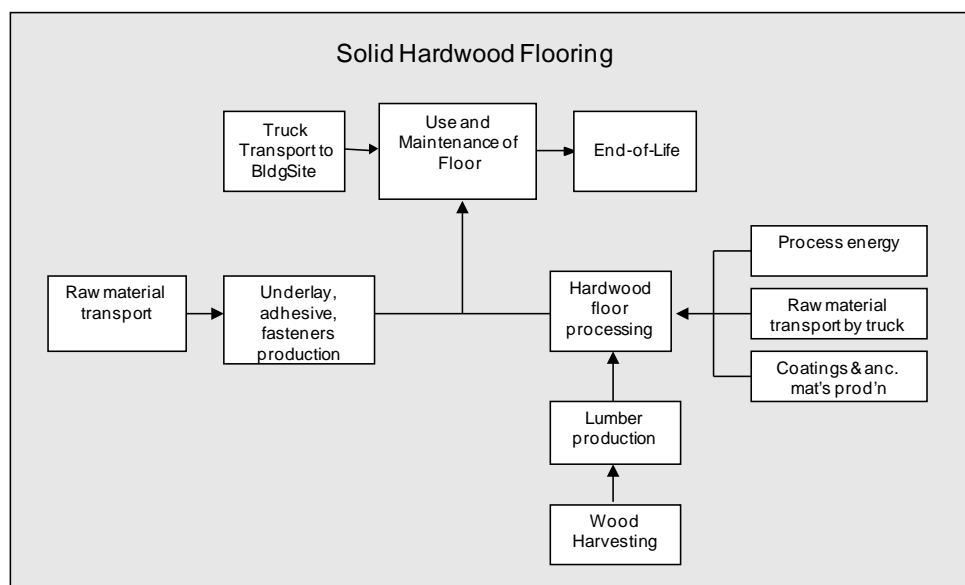 Solid Hardwood Flooring
Truck
Transport to
BldgSite
Use and
Maintenance of
Floor
End-of-Life
Process energy
Raw material
transport
Underlay,
adhesive,
fasteners
production
Hardwood
floor
processing
Raw material
transport by truck
Coatings & anc.
mat's prod'n
Lumber
production
Wood
Harvesting